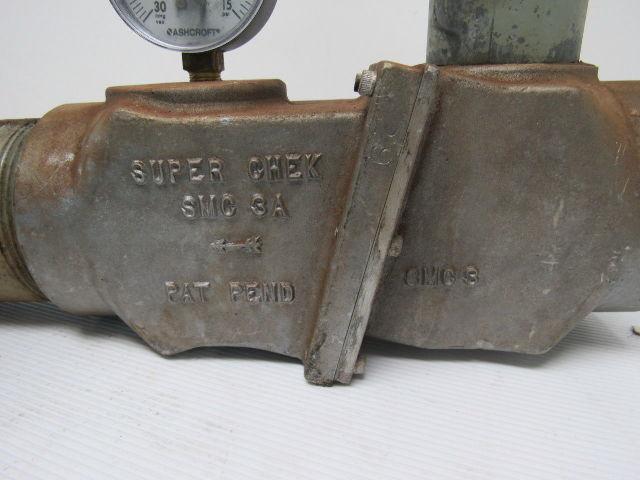 30 15
ASHCROFT®
SUPER CHEK
SMC 3A
PAT PEND
SMC 3